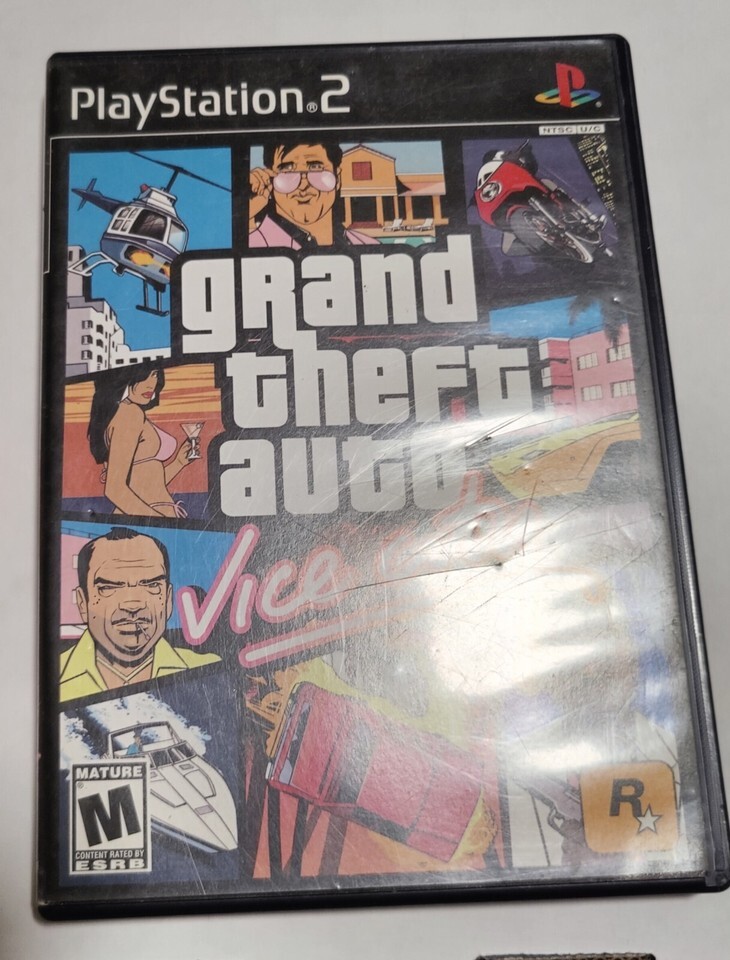 PlayStation®2
NTSC U/C
grand
theft
auto
Vice
MATURE
M
CONTENT RATED BY
ESRB
R